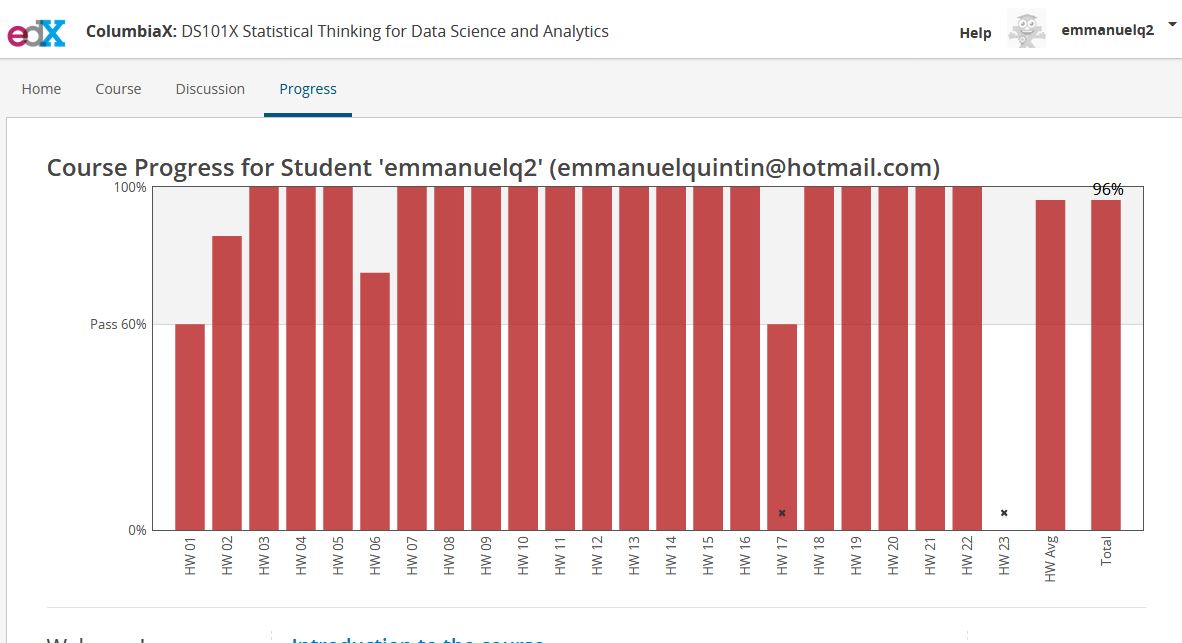 edX ColumbiaX: DS101X Statistical Thinking for Data Science and Analytics Help emmanuelq2
Home Course Discussion Progress
Course Progress for Student 'emmanuelq2' (emmanuelquintin@hotmail.com)
100%
96%
Pass 60%
0%
HW 01 HW 02 HW 03 HW 04 HW 05 HW 06 HW 07 HW 08 HW 09 HW 10 HW 11 HW 12 HW 13 HW 14 HW 15 HW 16 HW 17 HW 18 HW 19 HW 20 HW 21 HW 22 HW 23 HW Avg Total
Introduction to the course